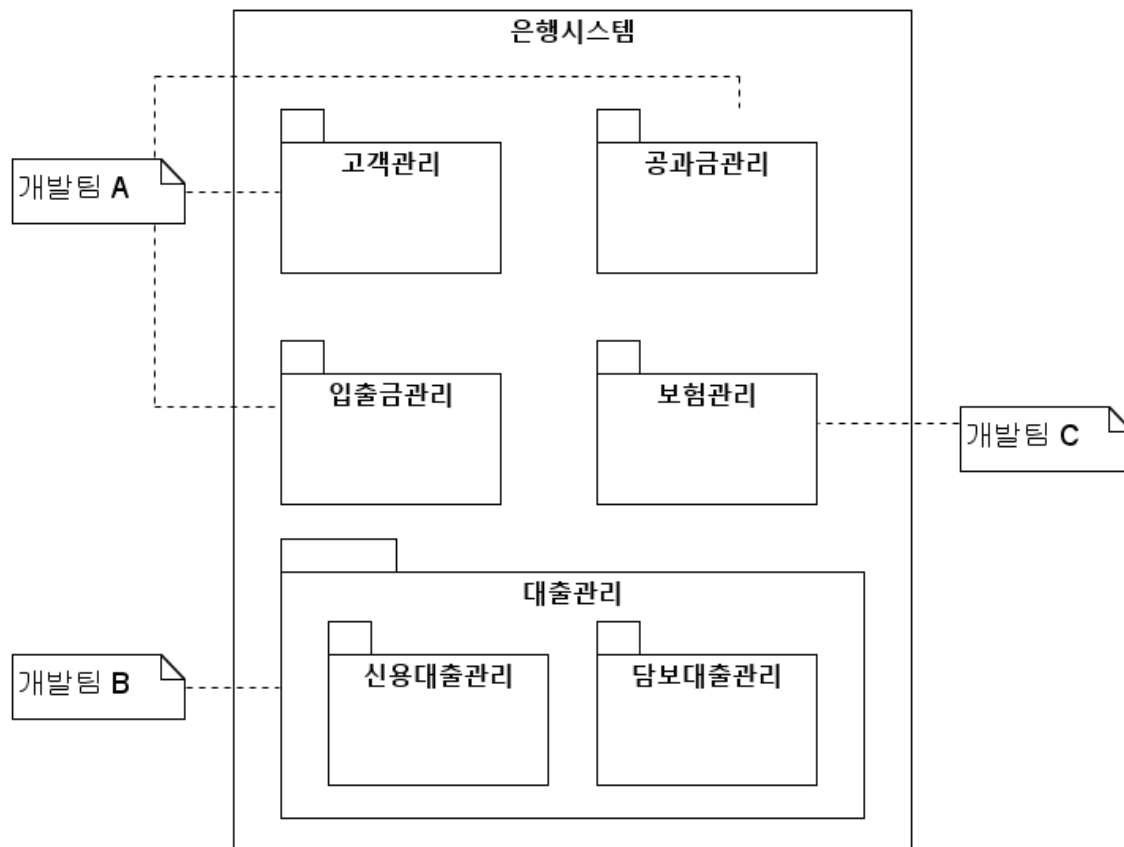 은행시스템
고객관리
공과금관리
개발팀 A
입출금관리
보험관리
개발팀 C
대출관리
신용대출관리
담보대출관리
개발팀 B